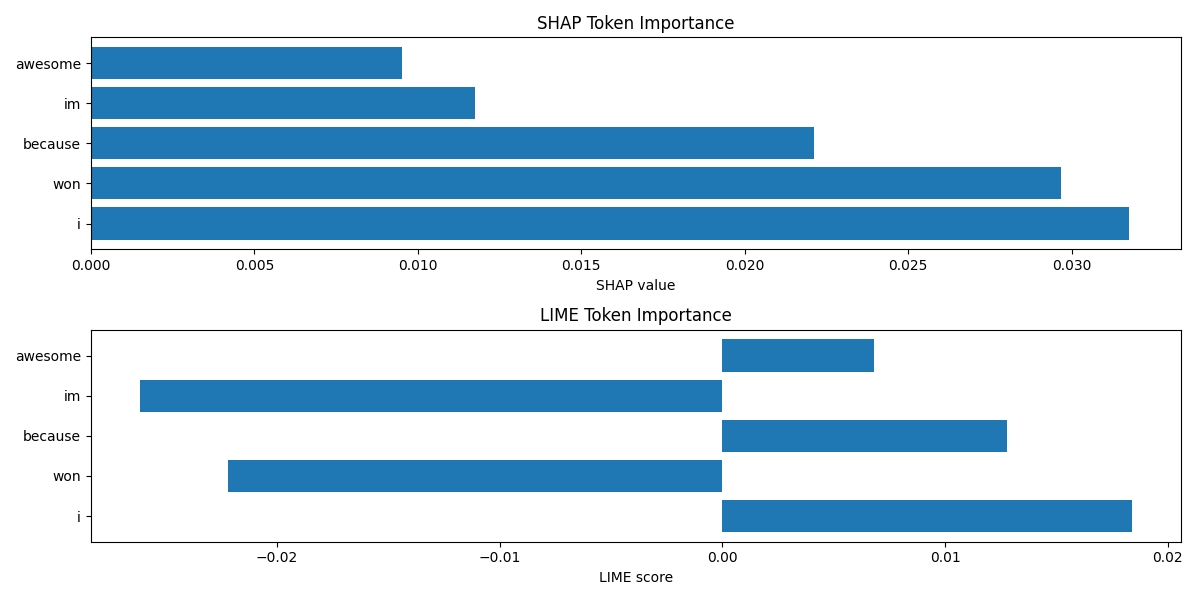 SHAP Token Importance
awesome
im
because
won
i
0.000 0.005 0.010 0.015 0.020 0.025 0.030
SHAP value
LIME Token Importance
awesome
im
because
won
i
−0.02 −0.01 0.00 0.01 0.02
LIME score